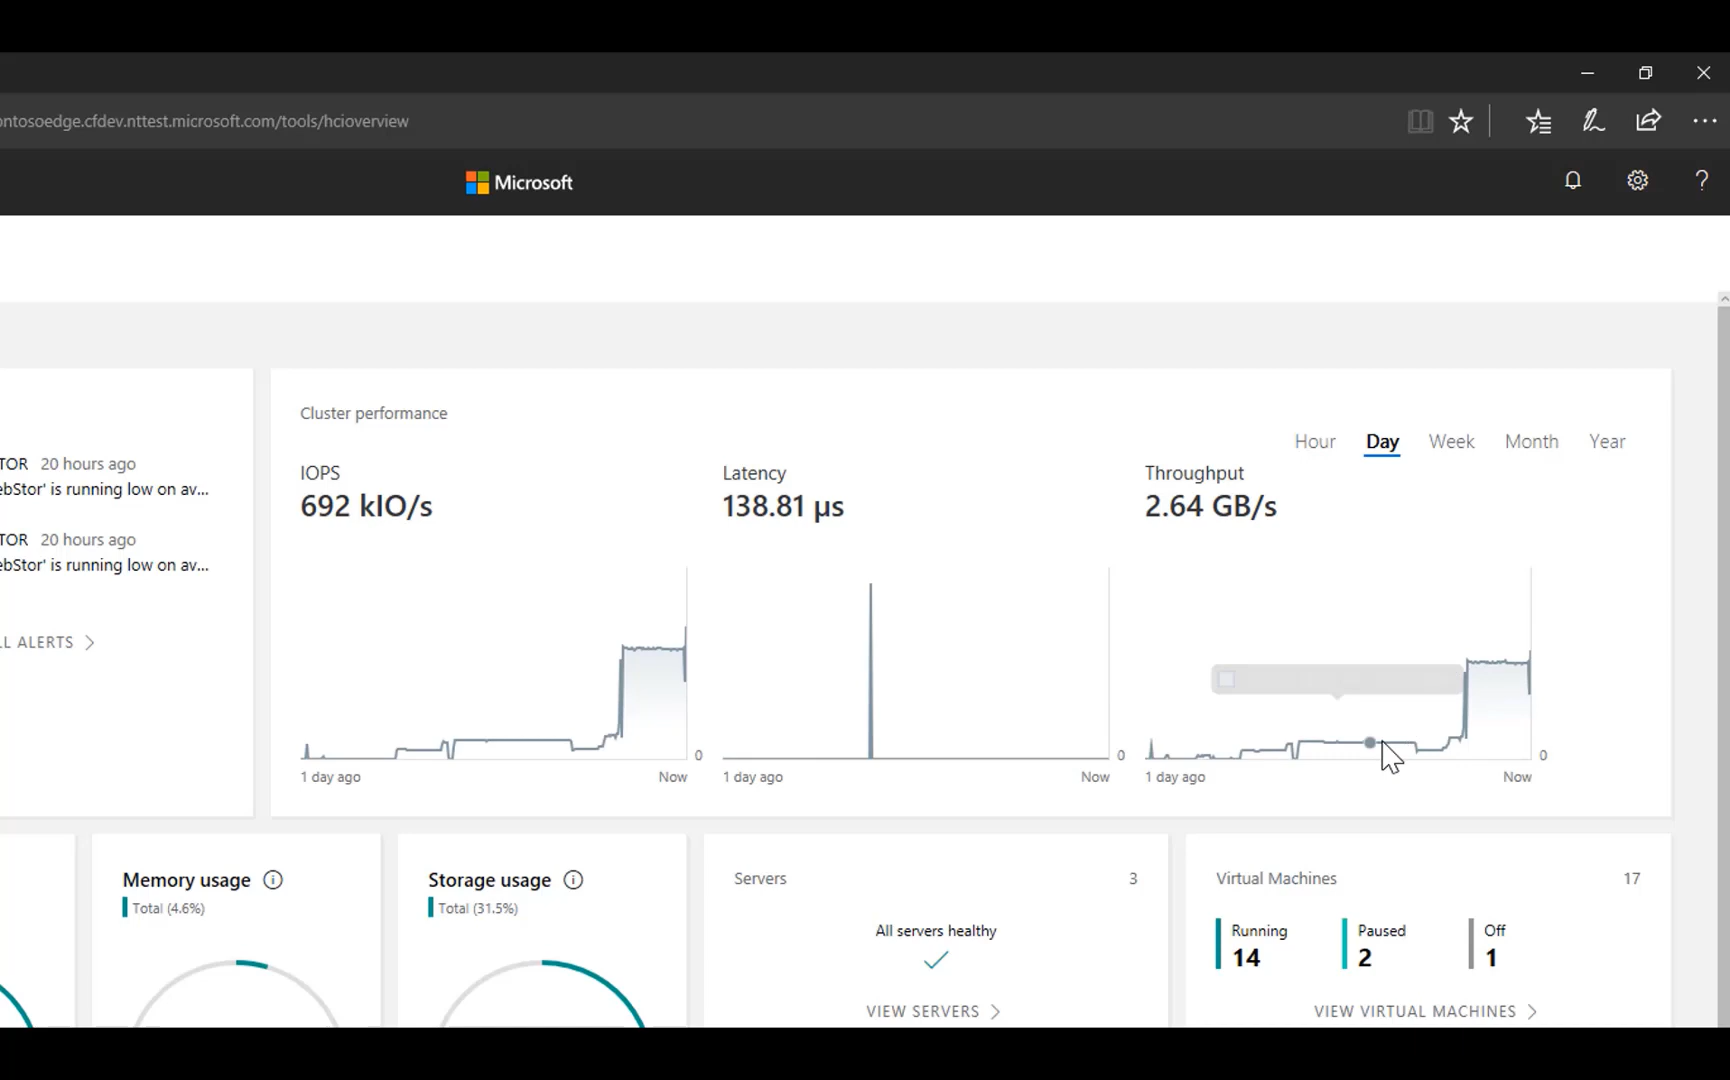 ontosoedge.cfdev.nttest.microsoft.com/tools/hcioverview
Microsoft
?
Cluster performance
Hour Day Week Month Year
TOR 20 hours ago
ebStor' is running low on av...
TOR 20 hours ago
ebStor' is running low on av...
LL ALERTS >
IOPS
692 kIO/s
0
1 day ago Now
Latency
138.81 µs
0
1 day ago Now
Throughput
2.64 GB/s
0
1 day ago Now
Memory usage
Total (4.6%)
Storage usage
Total (31.5%)
Servers 3
All servers healthy
VIEW SERVERS >
Virtual Machines 17
Running Paused Off
14 2 1
VIEW VIRTUAL MACHINES >